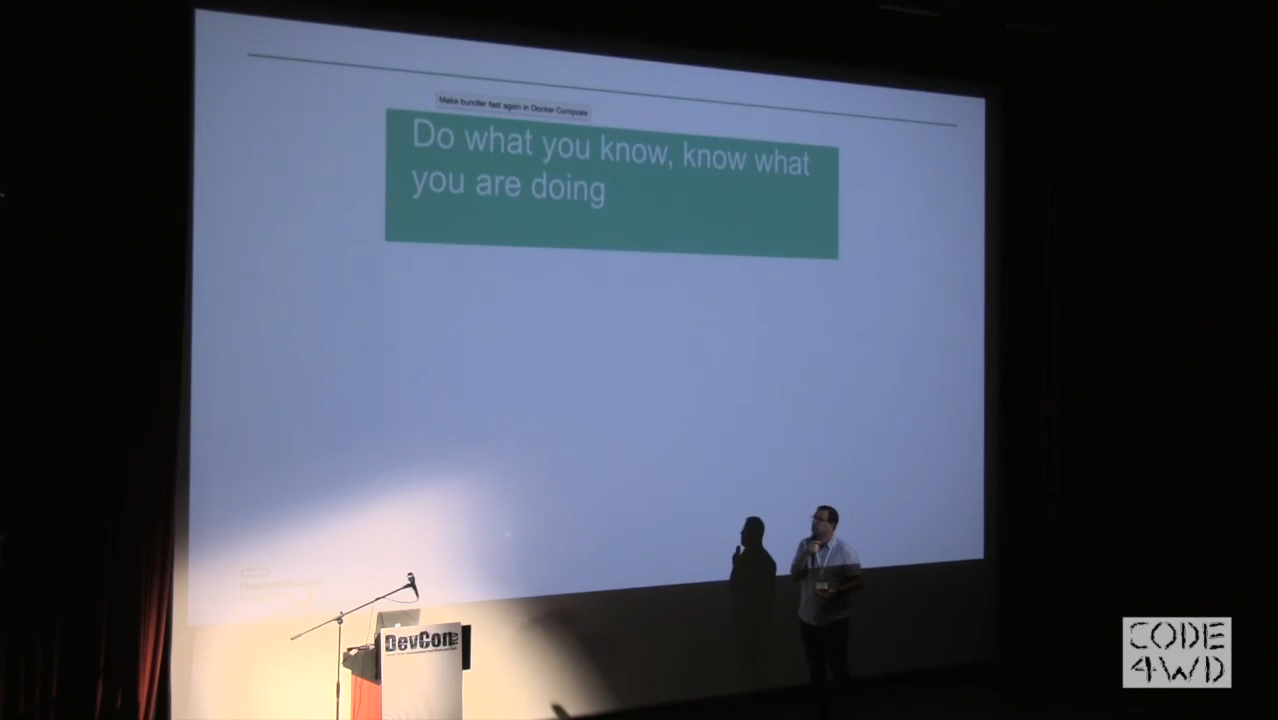 Make bundler fast again in Docker Compose
Do what you know, know what
you are doing
DevCon
CODE
4WD